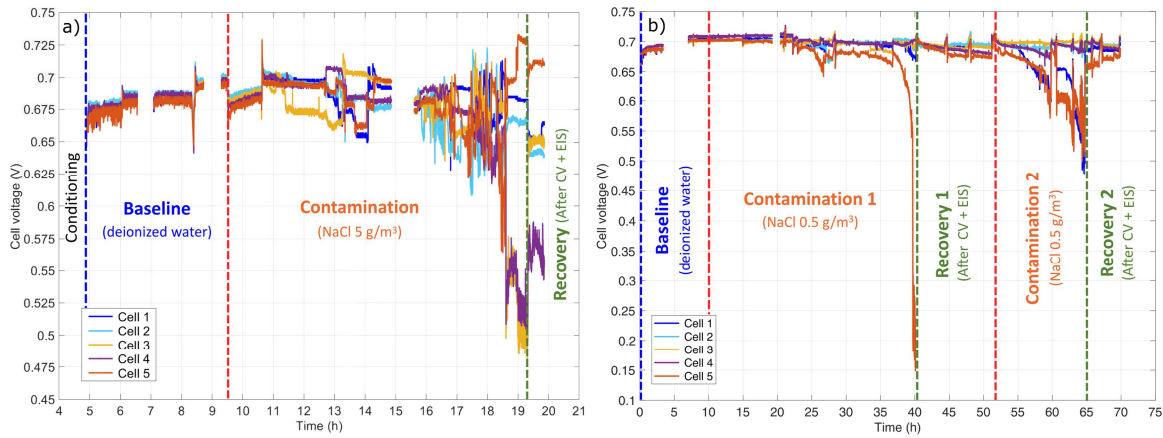 a)
0.75
0.725
0.7
0.675
0.65
0.625
0.6
0.575
0.55
0.525
0.5
0.475
0.45
Cell voltage (V)
Conditioning
Baseline
(deionized water)
Contamination
(NaCl 5 g/m³)
Recovery (After CV + EIS)
Cell 1
Cell 2
Cell 3
Cell 4
Cell 5
4 5 6 7 8 9 10 11 12 13 14 15 16 17 18 19 20 21
Time (h)
b)
0.75
0.7
0.65
0.6
0.55
0.5
0.45
0.4
0.35
0.3
0.25
0.2
0.15
0.1
Cell voltage (V)
Baseline
(deionized water)
Contamination 1
(NaCl 0.5 g/m³)
Recovery 1
(After CV + EIS)
Contamination 2
(NaCl 0.5 g/m³)
Recovery 2
(After CV + EIS)
Cell 1
Cell 2
Cell 3
Cell 4
Cell 5
0 5 10 15 20 25 30 35 40 45 50 55 60 65 70 75
Time (h)